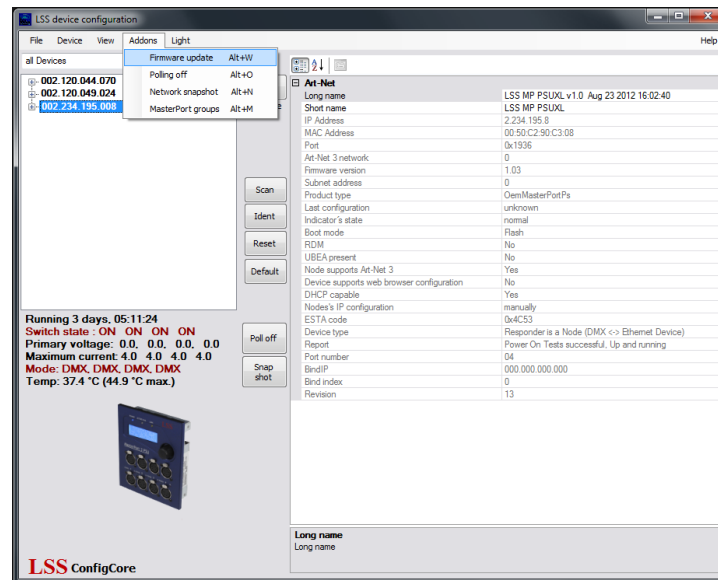 LSS device configuration
File Device View Addons Light Help
all Devices
Firmware update Alt+W
Polling off Alt+O
Network snapshot Alt+N
MasterPort groups Alt+M
002.120.044.070
002.120.049.024
002.234.195.008
Scan
Ident
Reset
Default
Poll off
Snap
shot
Running 3 days, 05:11:24
Switch state : ON ON ON ON
Primary voltage: 0.0, 0.0, 0.0, 0.0
Maximum current: 4.0 4.0 4.0 4.0
Mode: DMX, DMX, DMX, DMX
Temp: 37.4 °C (44.9 °C max.)
LSS ConfigCore
Art-Net
Long name LSS MP PSUXL v1.0 Aug 23 2012 16:02:40
Short name LSS MP PSUXL
IP Address 2.234.195.8
MAC Address 00:50:C2:90:C3:08
Port 0x1936
Art-Net 3 network 0
Firmware version 1.03
Subnet address 0
Product type OemMasterPortPs
Last configuration unknown
Indicator's state normal
Boot mode Flash
RDM No
UBEA present No
Node supports Art-Net 3 Yes
Device supports web browser configuration No
DHCP capable Yes
Nodes's IP configuration manually
ESTA code 0x4C53
Device type Responder is a Node (DMX <-> Ethernet Device)
Report Power On Tests successful, Up and running
Port number 04
BindIP 000.000.000.000
Bind index 0
Revision 13
Long name
Long name